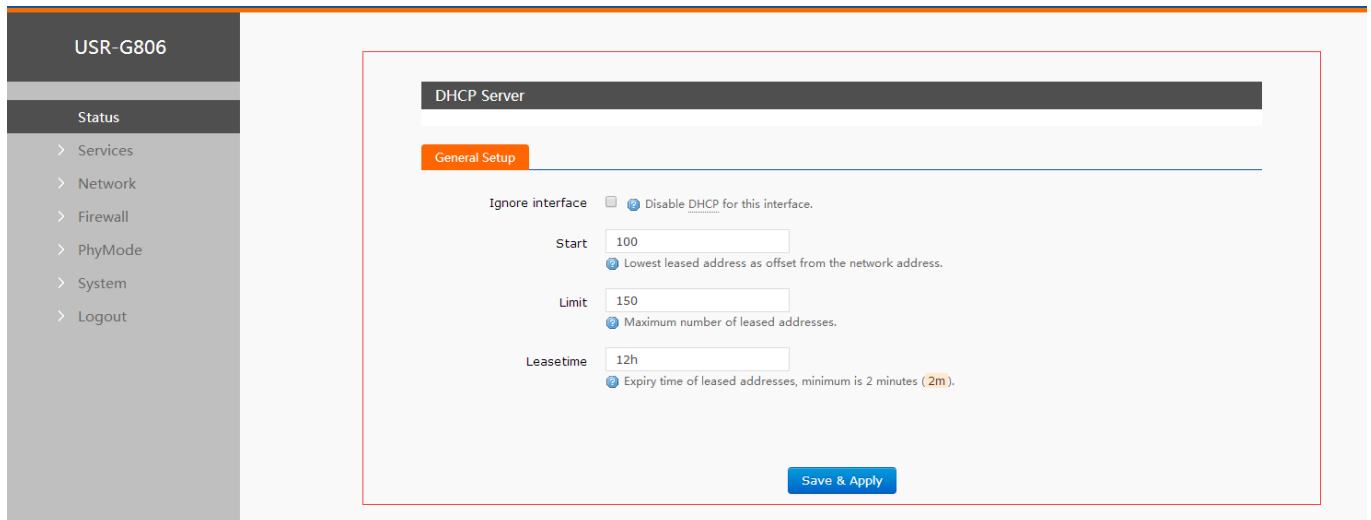 USR-G806
Status
Services
Network
Firewall
PhyMode
System
Logout
DHCP Server
General Setup
Ignore interface Disable DHCP for this interface.
Start 100
Lowest leased address as offset from the network address.
Limit 150
Maximum number of leased addresses.
Leasetime 12h
Expiry time of leased addresses, minimum is 2 minutes (2m).
Save & Apply